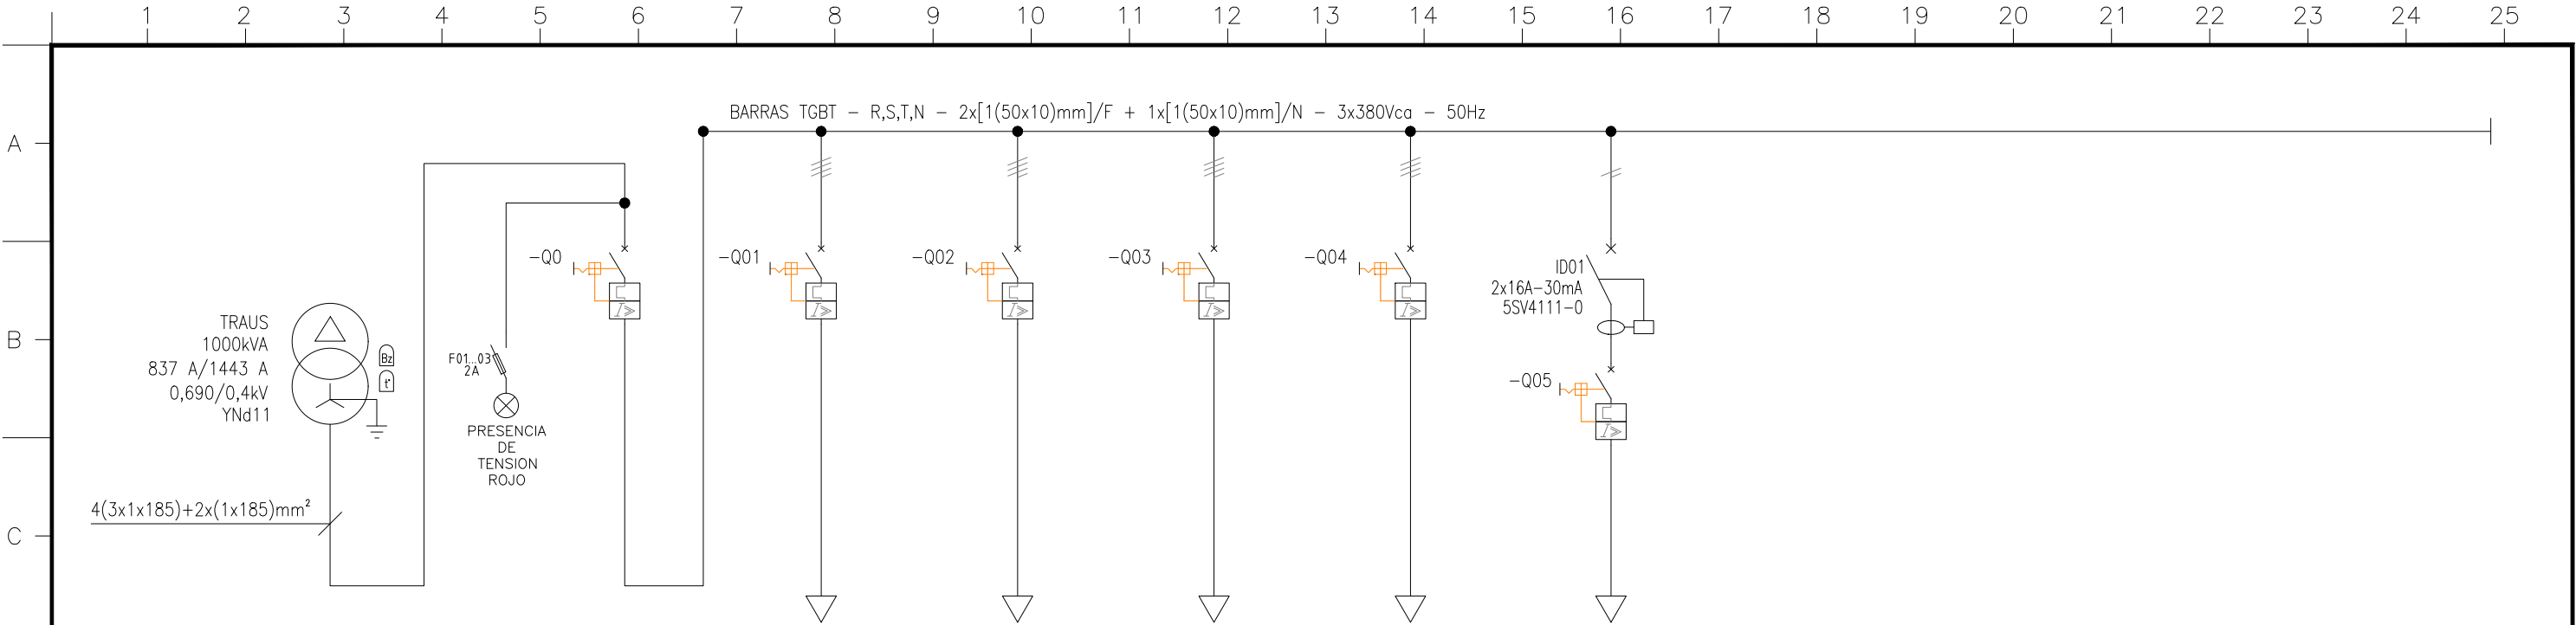 1 2 3 4 5 6 7 8 9 10 11 12 13 14 15 16 17 18 19 20 21 22 23 24 25
A
BARRAS TGBT - R,S,T,N - 2x[1(50x10)mm]/F + 1x[1(50x10)mm]/N - 3x380Vca - 50Hz
-Q0
-Q01
-Q02
-Q03
-Q04
I≫
I≫
I≫
I≫
I≫
ID01
2x16A-30mA
5SV4111-0
B
TRAUS
1000kVA
837 A/1443 A
0,690/0,4kV
YNd11
Bz
t°
F01...03
2A
PRESENCIA
DE
TENSION
ROJO
-Q05
I≫
C
4(3x1x185)+2x(1x185)mm²